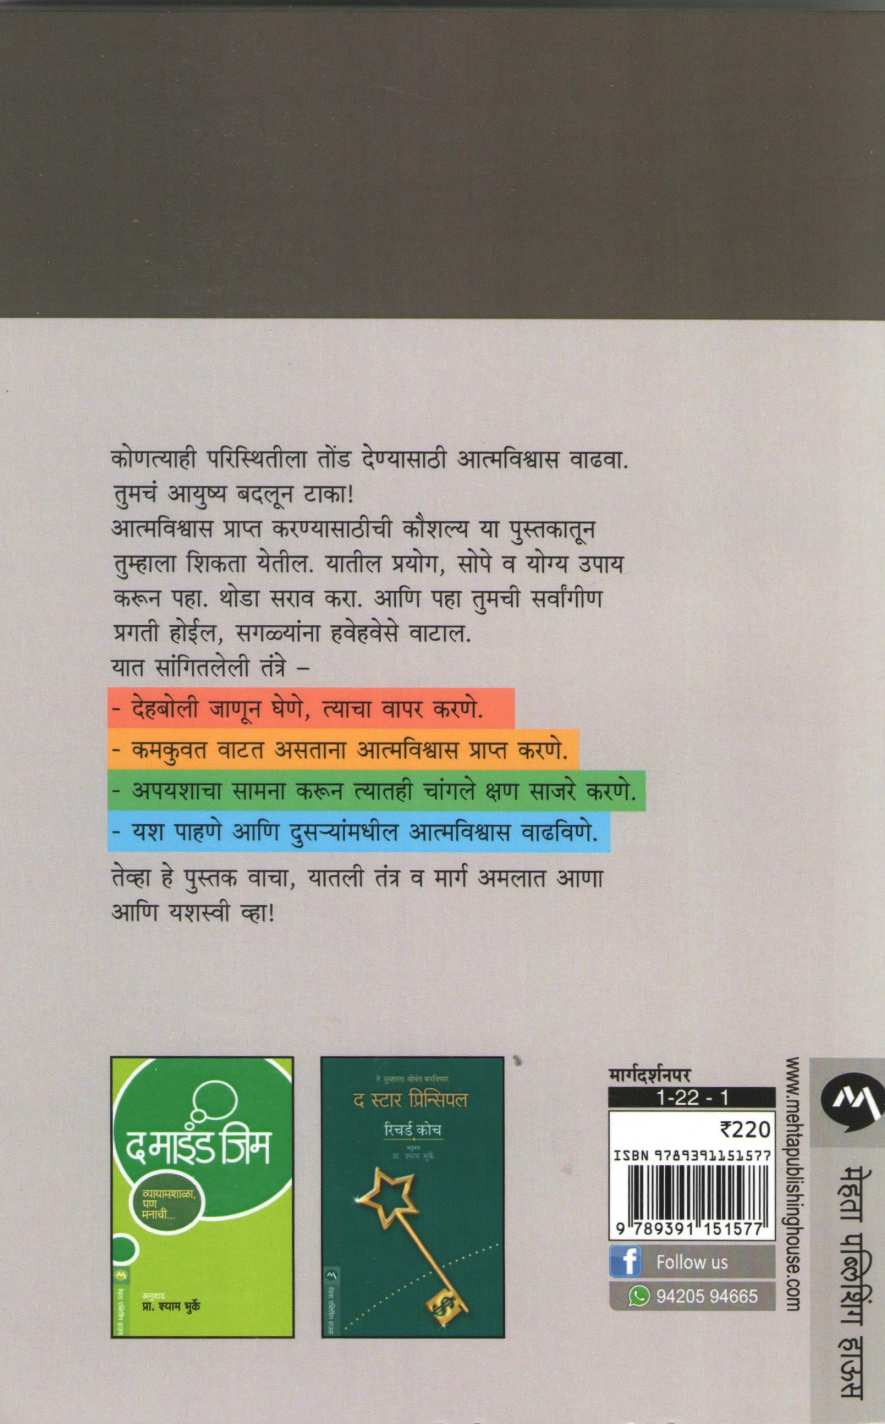 कोणत्याही परिस्थितीला तोंड देण्यासाठी आत्मविश्वास वाढवा.
तुमचं आयुष्य बदलून टाका!
आत्मविश्वास प्राप्त करण्यासाठीची कौशल्य या पुस्तकातून
तुम्हाला शिकता येतील. यातील प्रयोग, सोपे व योग्य उपाय
करून पहा. थोडा सराव करा. आणि पहा तुमची सर्वांगीण
प्रगती होईल, सगळ्यांना हवेहवेसे वाटाल.
यात सांगितलेली तंत्रे –
- देहबोली जाणून घेणे, त्याचा वापर करणे.
- कमकुवत वाटत असताना आत्मविश्वास प्राप्त करणे.
- अपयशाचा सामना करून त्यातही चांगले क्षण साजरे करणे.
- यश पाहणे आणि दुसऱ्यांमधील आत्मविश्वास वाढविणे.
तेव्हा हे पुस्तक वाचा, यातली तंत्र व मार्ग अमलात आणा
आणि यशस्वी व्हा!
द माइंड जिम
व्यायामशाळा,
पण
मनाची...
अनुवाद
प्रा. श्याम भुर्के
द स्टार प्रिन्सिपल
रिचर्ड कोच
प्रा. श्याम भुर्के
मार्गदर्शनपर
1-22 - 1
₹220
ISBN 9789391151577
9 789391 151577
Follow us
94205 94665
www.mehtapublishinghouse.com
मेहता पब्लिशिंग हाऊस